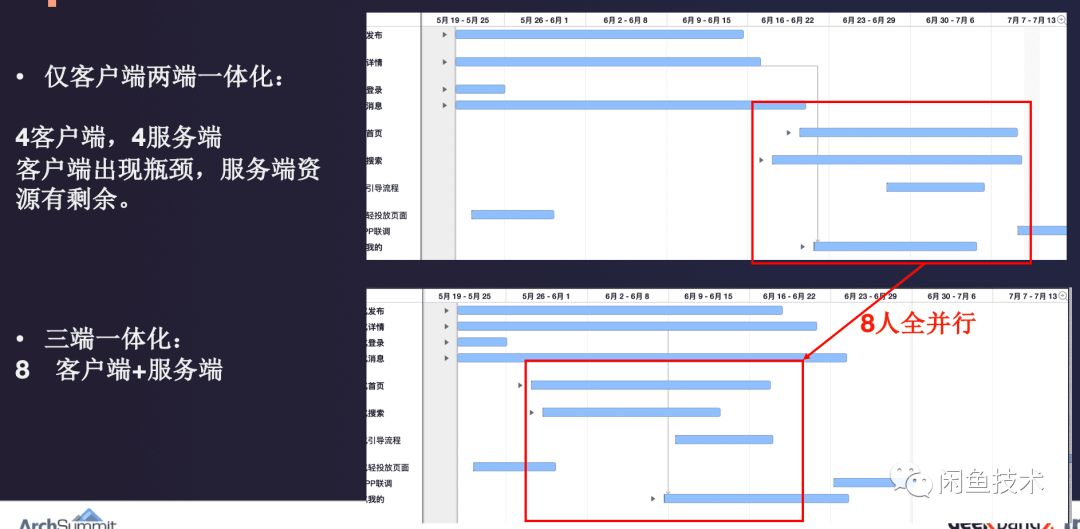 • 仅客户端两端一体化：
4客户端，4服务端
客户端出现瓶颈，服务端资
源有剩余。
5月 19 - 5月 25 5月 26 - 6月 1 6月 2 - 6月 8 6月 9 - 6月 15 6月 16 - 6月 22 6月 23 - 6月 29 6月 30 - 7月 6 7月 7 - 7月 13
发布
详情
登录
消息
首页
搜索
引导流程
轻投放页面
PP联调
我的
• 三端一体化：
8 客户端+服务端
5月 19 - 5月 25 5月 26 - 6月 1 6月 2 - 6月 8 6月 9 - 6月 15 6月 16 - 6月 22 6月 23 - 6月 29 6月 30 - 7月 6 7月 7 - 7月 13
发布
详情
登录
消息
首页
搜索
引导流程
轻投放页面
PP联调
我的
8人全并行
闲鱼技术
ArchSummit